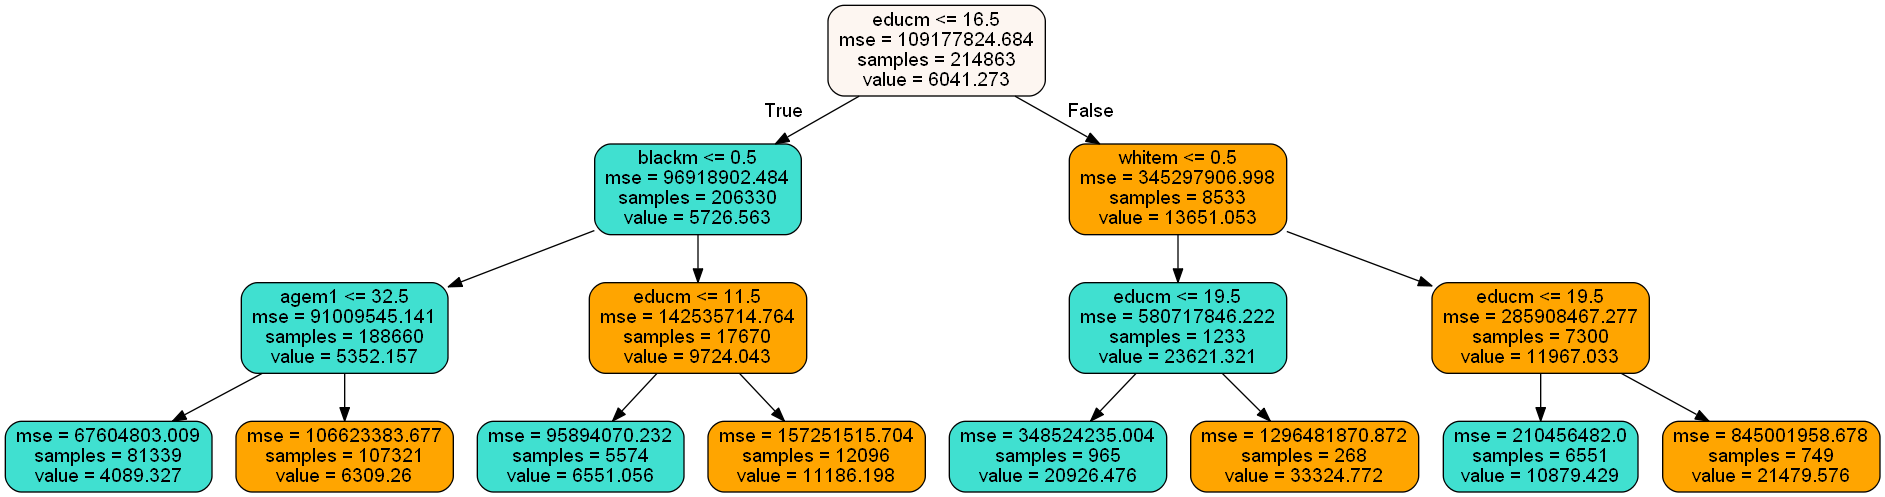 educm <= 16.5
mse = 109177824.684
samples = 214863
value = 6041.273
True
False
blackm <= 0.5
mse = 96918902.484
samples = 206330
value = 5726.563
whitem <= 0.5
mse = 345297906.998
samples = 8533
value = 13651.053
agem1 <= 32.5
mse = 91009545.141
samples = 188660
value = 5352.157
educm <= 11.5
mse = 142535714.764
samples = 17670
value = 9724.043
educm <= 19.5
mse = 580717846.222
samples = 1233
value = 23621.321
educm <= 19.5
mse = 285908467.277
samples = 7300
value = 11967.033
mse = 67604803.009
samples = 81339
value = 4089.327
mse = 106623383.677
samples = 107321
value = 6309.26
mse = 95894070.232
samples = 5574
value = 6551.056
mse = 157251515.704
samples = 12096
value = 11186.198
mse = 348524235.004
samples = 965
value = 20926.476
mse = 1296481870.872
samples = 268
value = 33324.772
mse = 210456482.0
samples = 6551
value = 10879.429
mse = 845001958.678
samples = 749
value = 21479.576